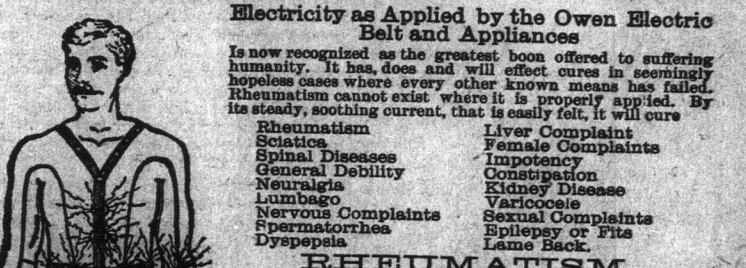 Electricity as Applied by the Owen Electric
Belt and Appliances
Is now recognized as the greatest boon offered to suffering
humanity. It has, does and will effect cures in seemingly
hopeless cases where every other known means has failed.
Rheumatism cannot exist where it is properly applied. By
its steady, soothing current, that is easily felt, it will cure
Rheumatism
Sciatica
Spinal Diseases
General Debility
Neuralgia
Lumbago
Nervous Complaints
Spermatorrhea
Dyspepsia
Liver Complaint
Female Complaints
Impotency
Constipation
Kidney Disease
Varicocele
Sexual Complaints
Epilepsy or Fits
Lame Back.
RHEUMATISM